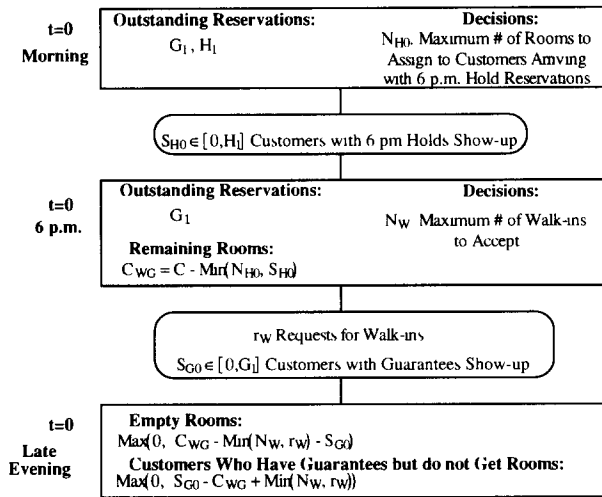 t=0
Morning
Outstanding Reservations:
G1, H1
Decisions:
NH0. Maximum # of Rooms to
Assign to Customers Arriving
with 6 p.m. Hold Reservations
SH0 ∈ [0,H1] Customers with 6 pm Holds Show-up
t=0
6 p.m.
Outstanding Reservations:
G1
Remaining Rooms:
CWG = C - Min(NH0, SH0)
Decisions:
NW Maximum # of Walk-ins
to Accept
rW Requests for Walk-ins
SG0 ∈ [0,G1] Customers with Guarantees Show-up
t=0
Late
Evening
Empty Rooms:
Max(0, CWG - Min(NW, rW) - SG0)
Customers Who Have Guarantees but do not Get Rooms:
Max(0, SG0 - CWG + Min(NW, rW))